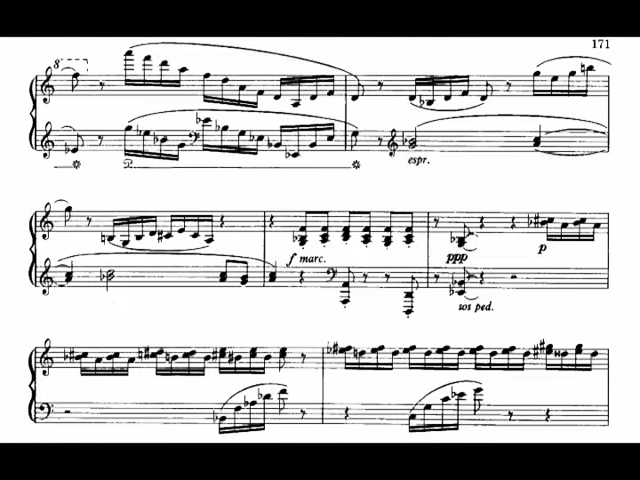 171
8
espr.
f marc.
ppp
p
sos ped.